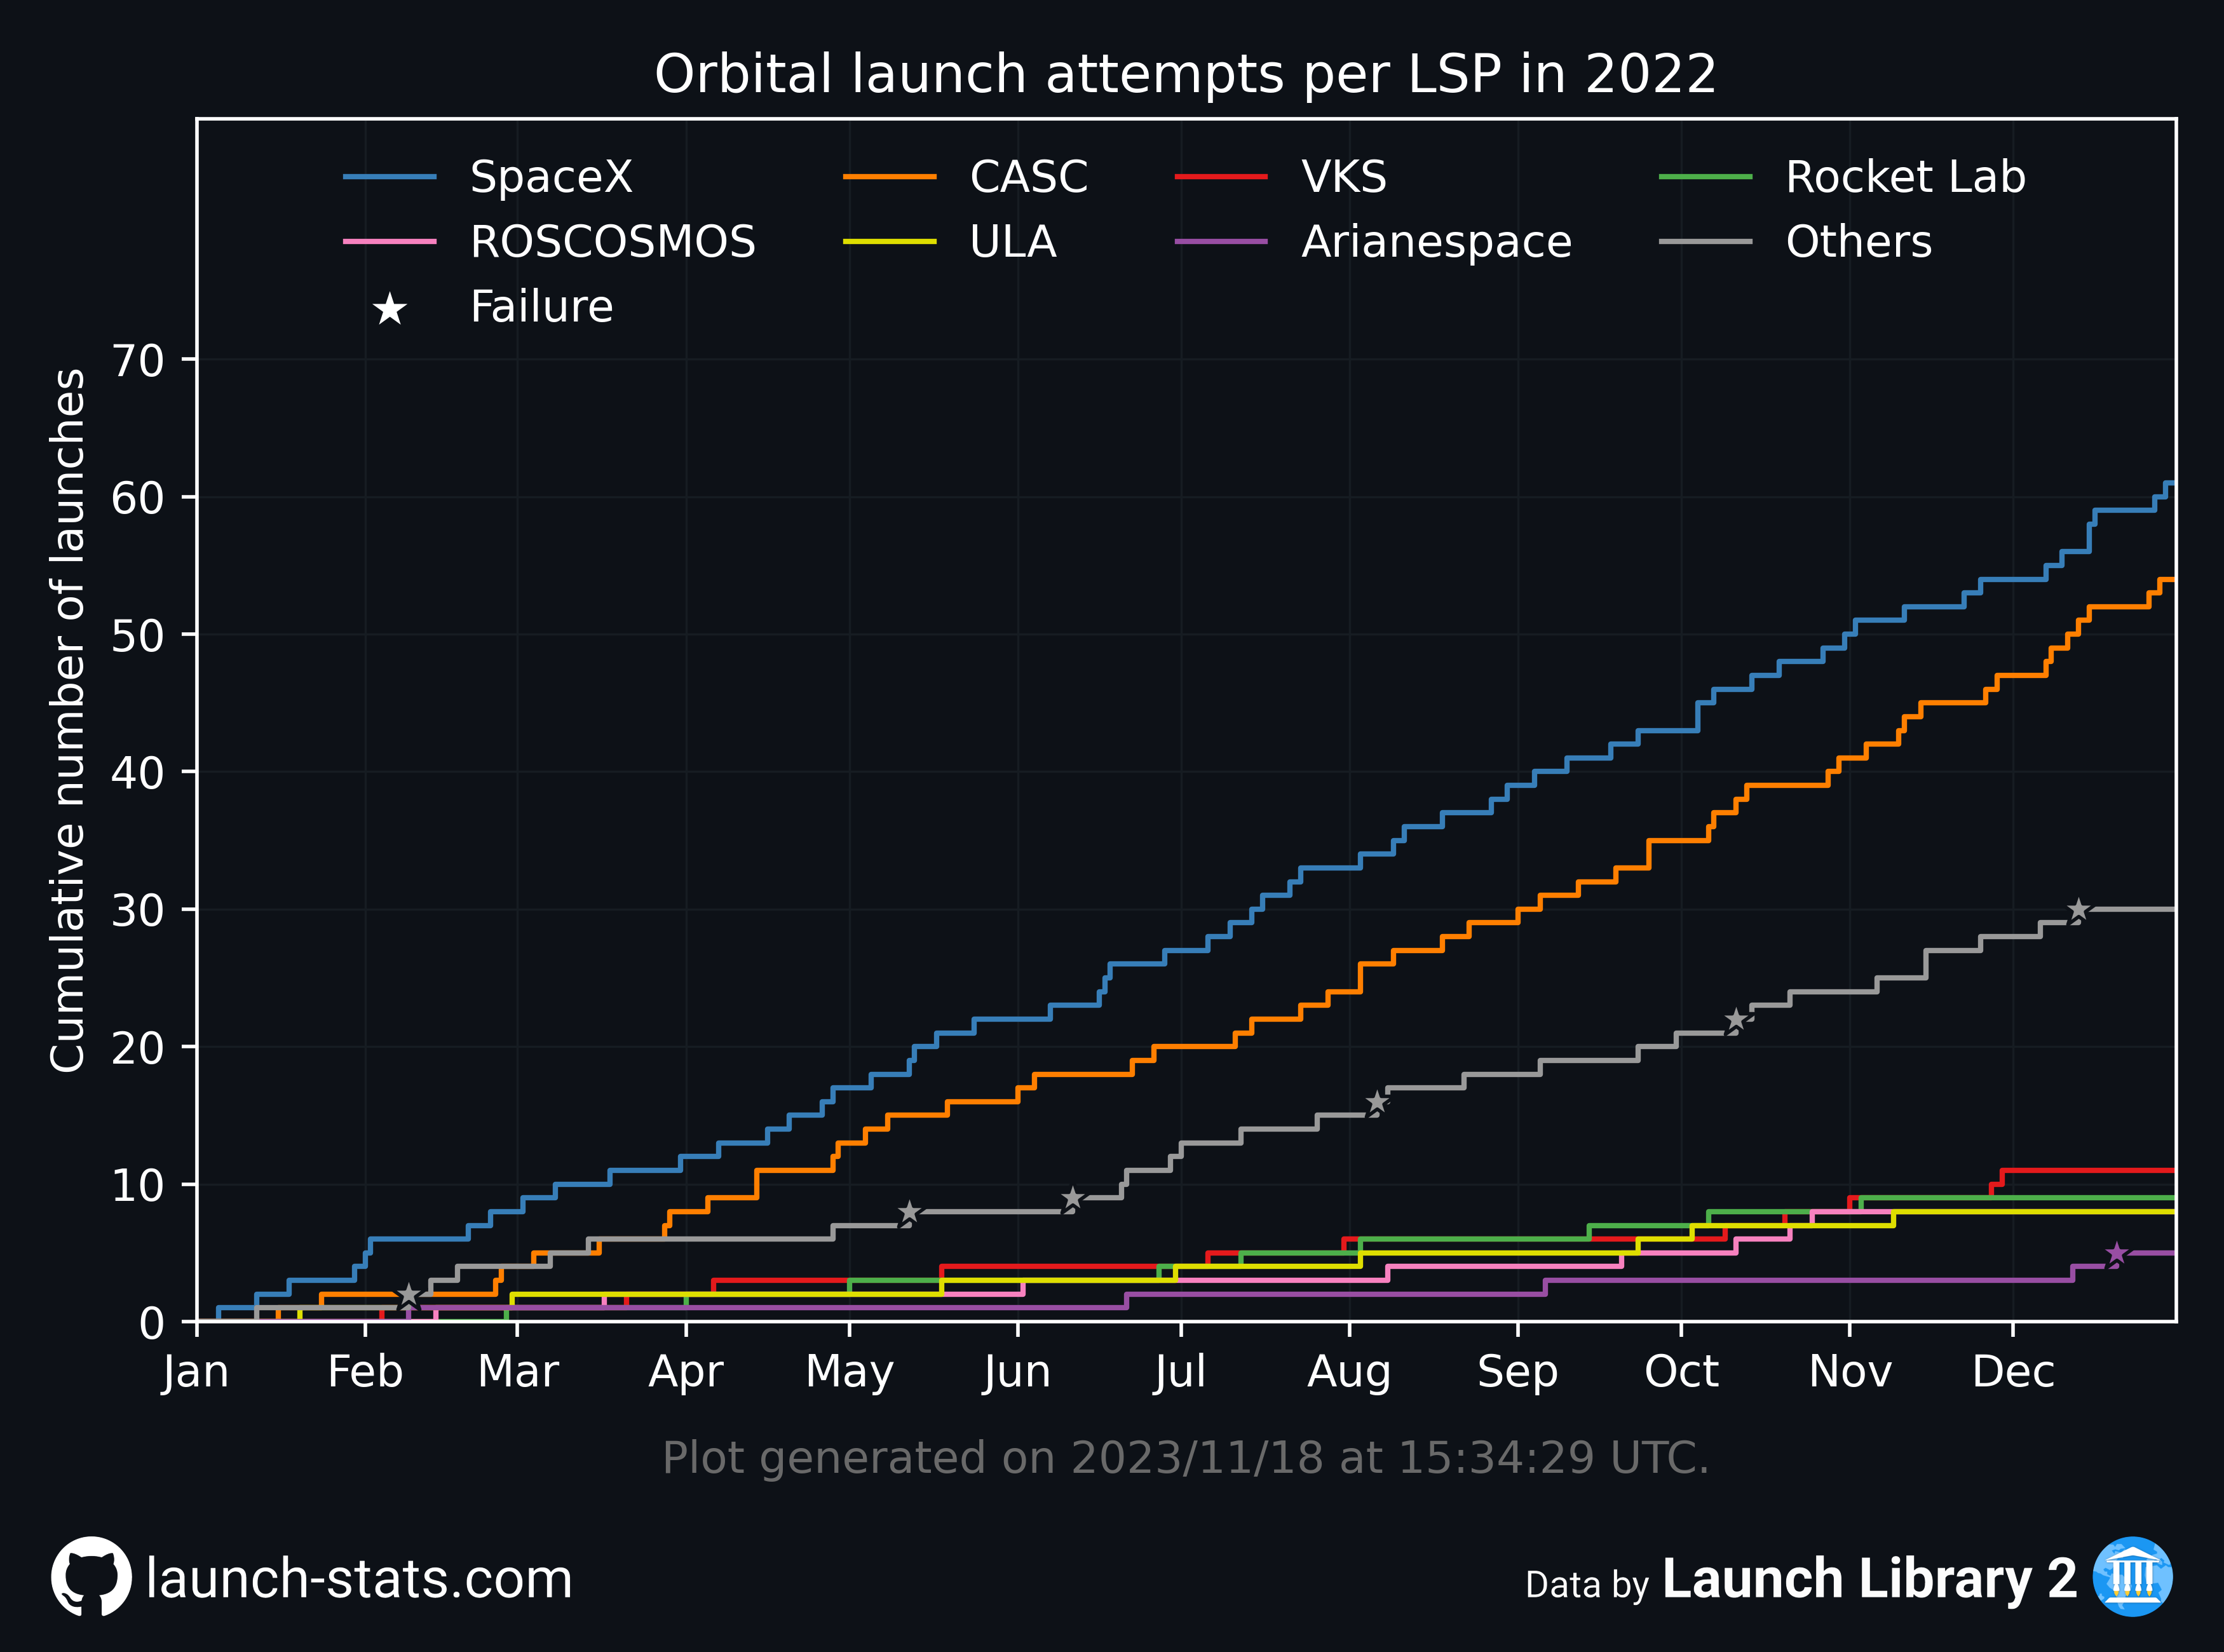 Orbital launch attempts per LSP in 2022
SpaceX CASC VKS Rocket Lab
ROSCOSMOS ULA Arianespace Others
Failure
Cumulative number of launches
70
60
50
40
30
20
10
0
Jan Feb Mar Apr May Jun Jul Aug Sep Oct Nov Dec
Plot generated on 2023/11/18 at 15:34:29 UTC.
launch-stats.com
Data by Launch Library 2